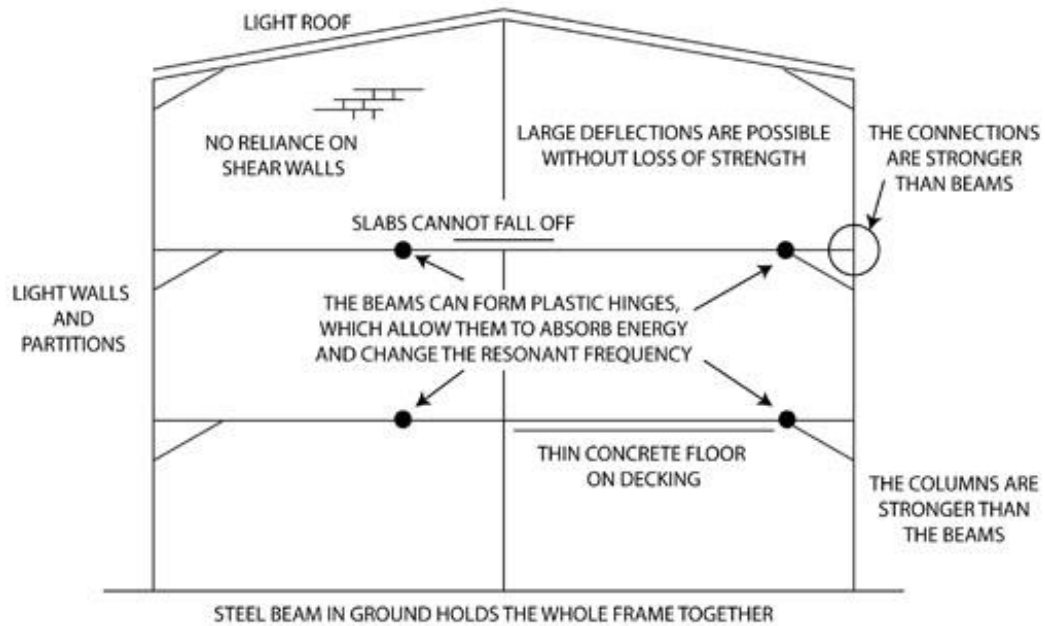 LIGHT ROOF
NO RELIANCE ON
SHEAR WALLS
LARGE DEFLECTIONS ARE POSSIBLE
WITHOUT LOSS OF STRENGTH
THE CONNECTIONS
ARE STRONGER
THAN BEAMS
SLABS CANNOT FALL OFF
LIGHT WALLS
AND
PARTITIONS
THE BEAMS CAN FORM PLASTIC HINGES,
WHICH ALLOW THEM TO ABSORB ENERGY
AND CHANGE THE RESONANT FREQUENCY
THIN CONCRETE FLOOR
ON DECKING
THE COLUMNS ARE
STRONGER THAN
THE BEAMS
STEEL BEAM IN GROUND HOLDS THE WHOLE FRAME TOGETHER